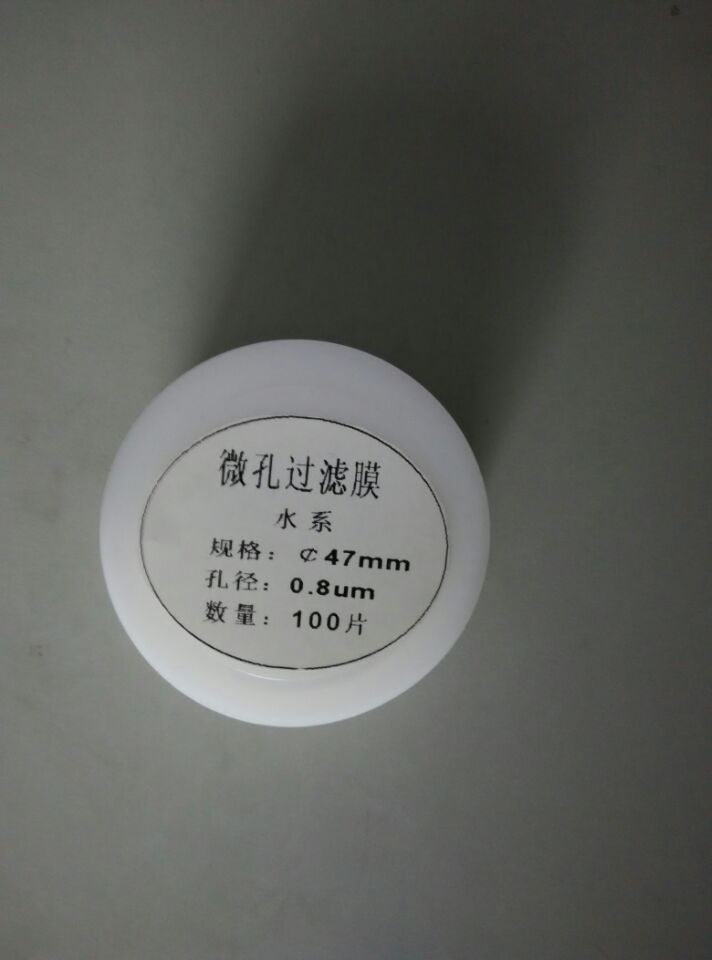 微孔过滤膜
水系
规格：⊄47mm
孔径：0.8um
数量：100片